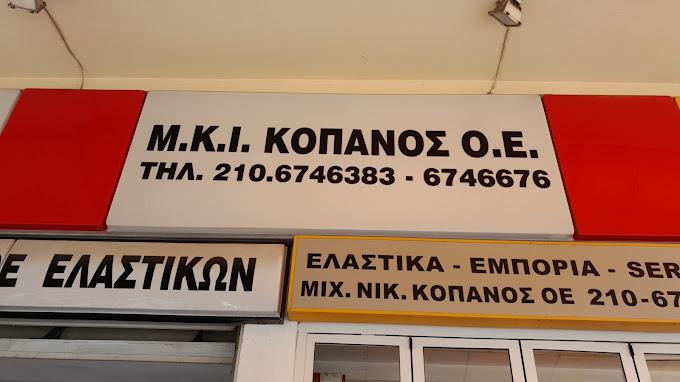 Μ.Κ.Ι. ΚΟΠΑΝΟΣ Ο.Ε.
ΤΗΛ. 210.6746383 - 6746676
ΕΛΑΣΤΙΚΩΝ
ΕΛΑΣΤΙΚΑ - ΕΜΠΟΡΙΑ - SER
ΜΙΧ. ΝΙΚ. ΚΟΠΑΝΟΣ ΟΕ 210-67